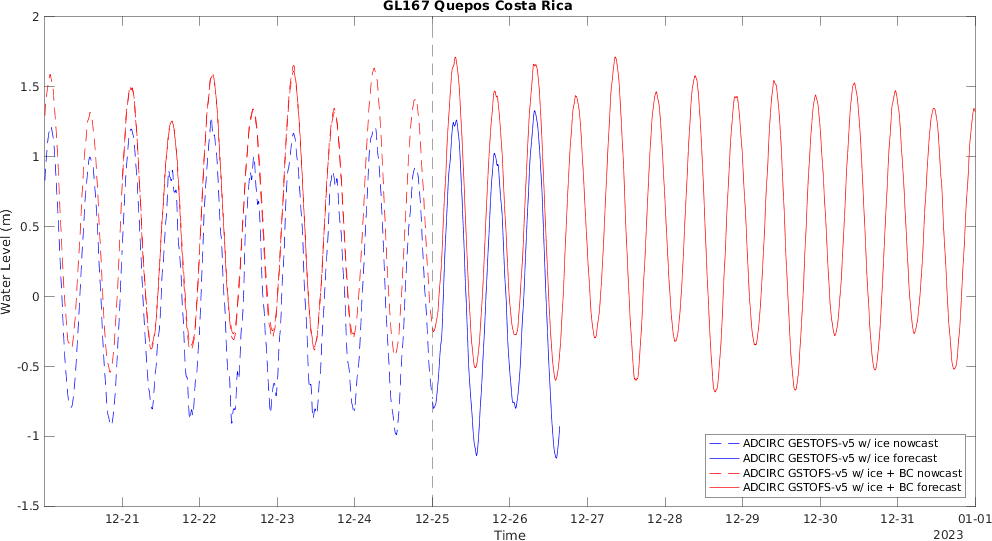 GL167 Quepos Costa Rica
2
1.5
1
0.5
0
-0.5
-1
-1.5
Water Level (m)
ADCIRC GESTOFS-v5 w/ ice nowcast
ADCIRC GESTOFS-v5 w/ ice forecast
ADCIRC GSTOFS-v5 w/ ice + BC nowcast
ADCIRC GSTOFS-v5 w/ ice + BC forecast
12-21 12-22 12-23 12-24 12-25 12-26 12-27 12-28 12-29 12-30 12-31 01-01
Time
2023